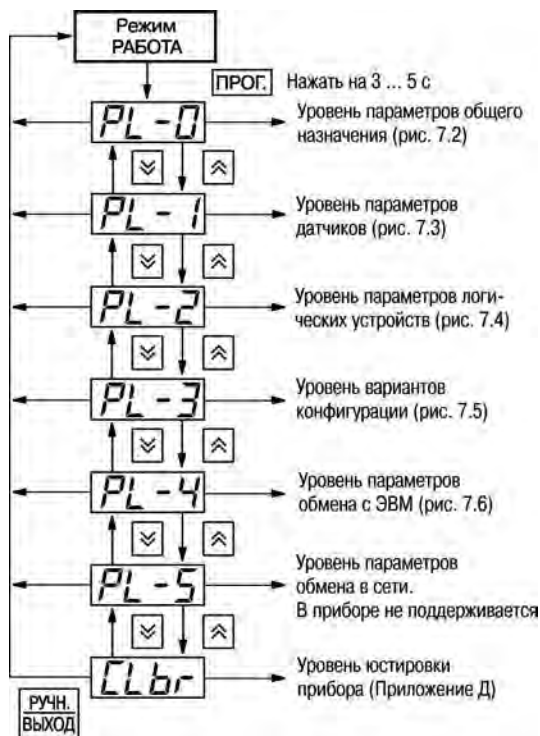 Режим
РАБОТА
ПРОГ. Нажать на 3 ... 5 с
PL-0
Уровень параметров общего
назначения (рис. 7.2)
PL-1
Уровень параметров
датчиков (рис. 7.3)
PL-2
Уровень параметров логи-
ческих устройств (рис. 7.4)
PL-3
Уровень вариантов
конфигурации (рис. 7.5)
PL-4
Уровень параметров
обмена с ЭВМ (рис. 7.6)
PL-5
Уровень параметров
обмена в сети.
В приборе не поддерживается
CLbr
Уровень юстировки
прибора (Приложение Д)
РУЧН.
ВЫХОД